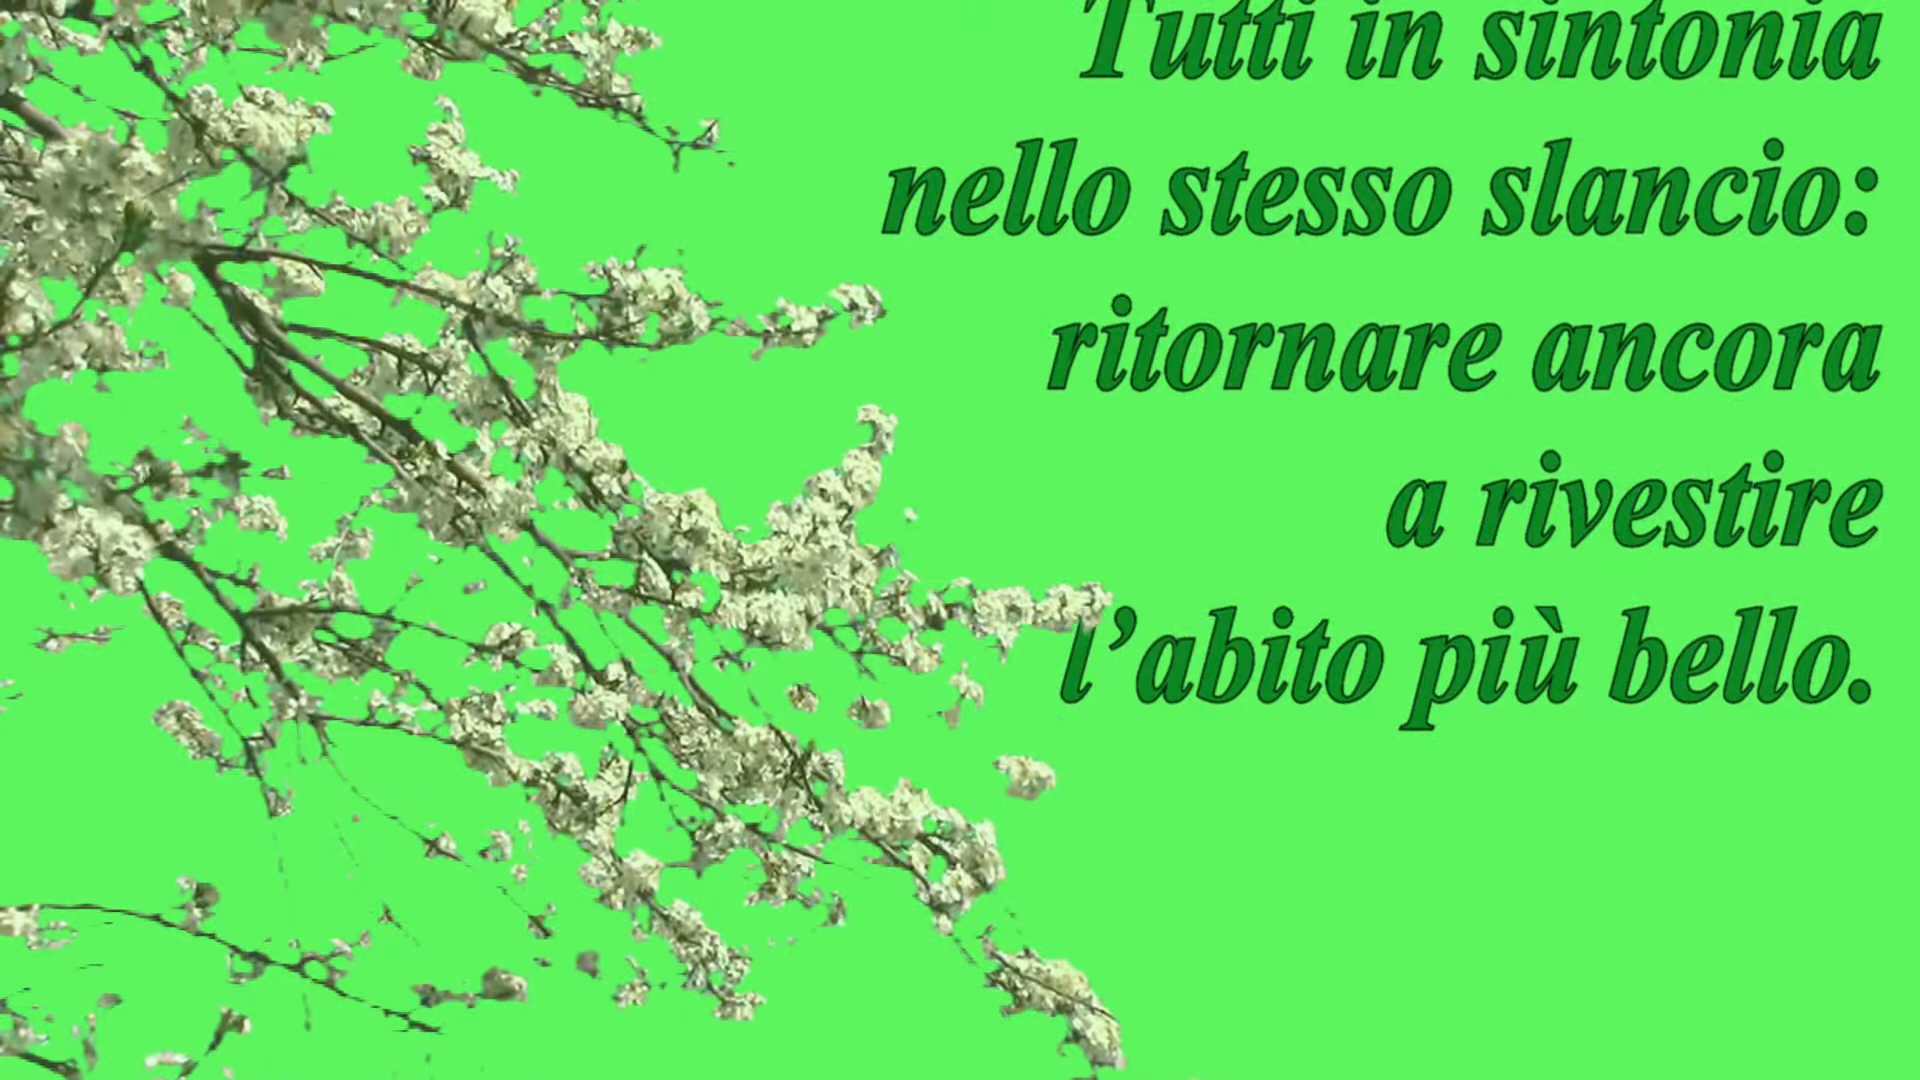 Tutti in sintonia
nello stesso slancio:
ritornare ancora
a rivestire
l’abito più bello.